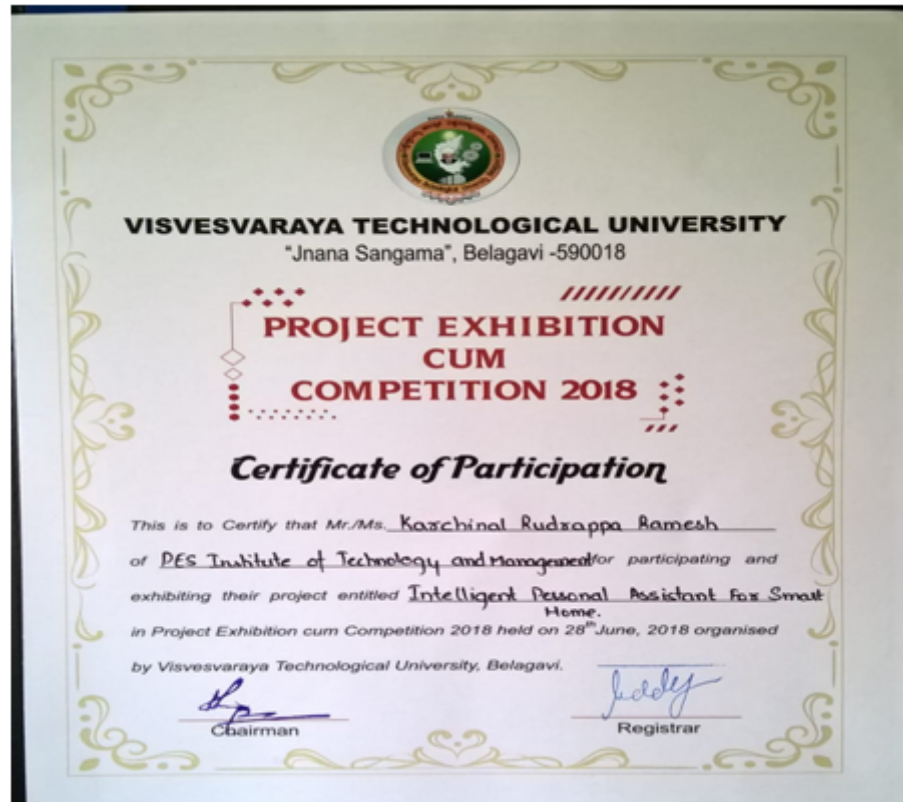 VISVESVARAYA TECHNOLOGICAL UNIVERSITY
"Jnana Sangama", Belagavi -590018
PROJECT EXHIBITION
CUM
COMPETITION 2018
Certificate of Participation
This is to Certify that Mr./Ms. Karchinal Rudrappa Ramesh
of PES Institute of Technology and Management for participating and
exhibiting their project entitled Intelligent Personal Assistant For Smart
Home.
in Project Exhibition cum Competition 2018 held on 28th June, 2018 organised
by Visvesvaraya Technological University, Belagavi.
Chairman
Registrar